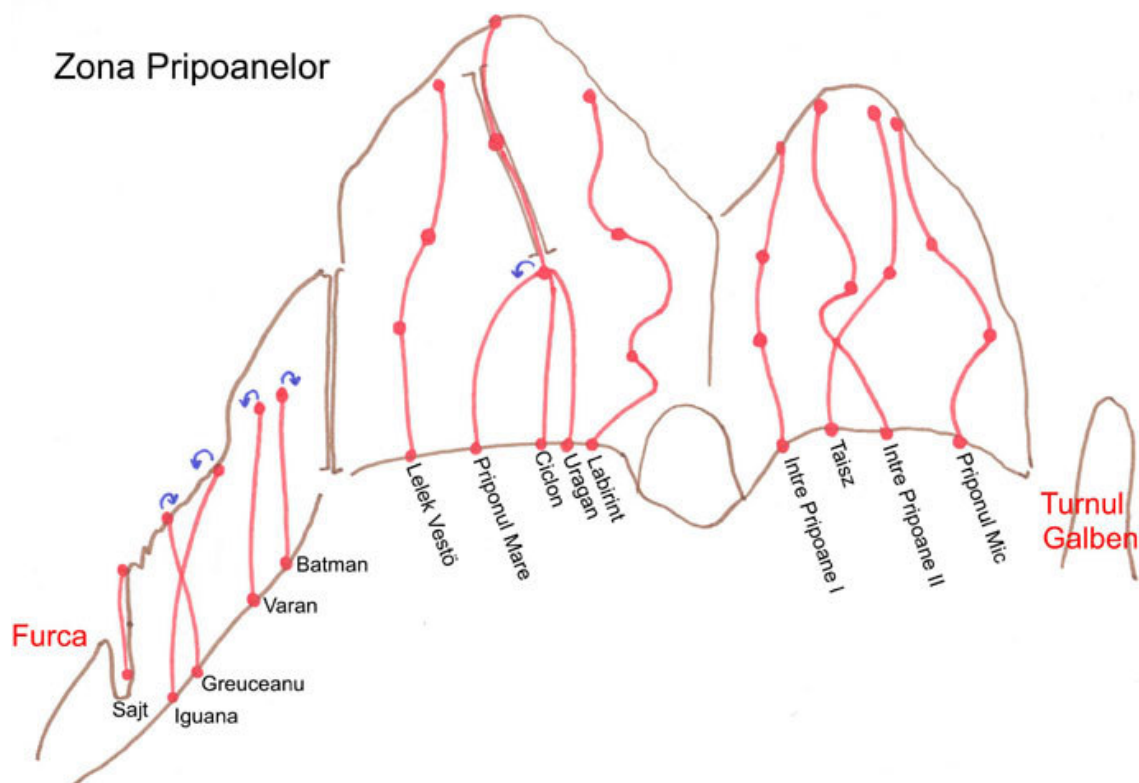 Zona Pripoanelor
Furca
Sajt
Iguana
Greuceanu
Varan
Batman
Lelek Vestö
Priponul Mare
Ciclon
Uragan
Labirint
Intre Pripoane I
Taisz
Intre Pripoane II
Priponul Mic
Turnul
Galben